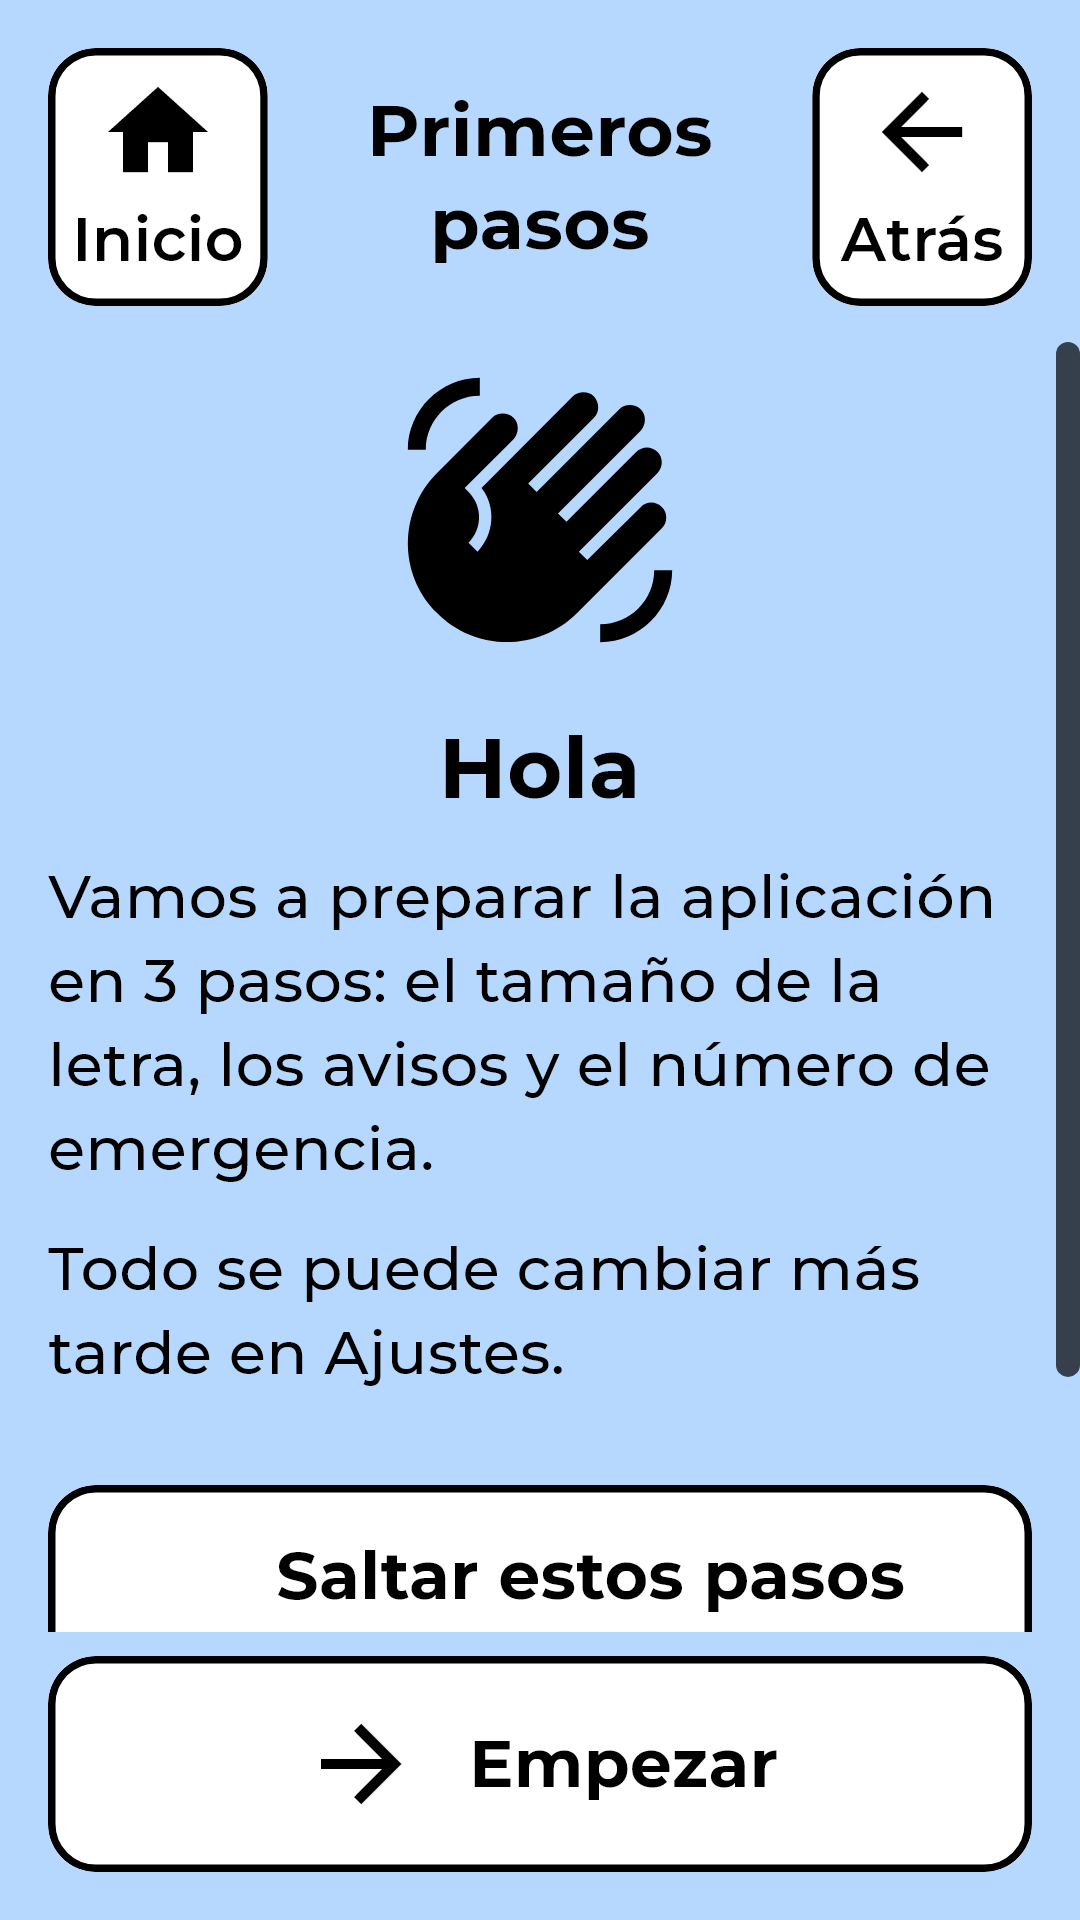 Inicio
Primeros
pasos
Atrás
Hola
Vamos a preparar la aplicación
en 3 pasos: el tamaño de la
letra, los avisos y el número de
emergencia.
Todo se puede cambiar más
tarde en Ajustes.
Saltar estos pasos
Empezar